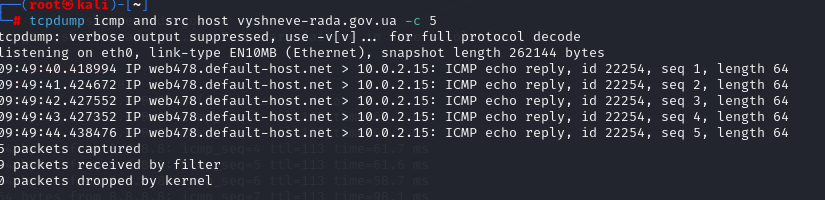 (root㉿kali)-[~]
# tcpdump icmp and src host vyshneve-rada.gov.ua -c 5
tcpdump: verbose output suppressed, use -v[v]... for full protocol decode
listening on eth0, link-type EN10MB (Ethernet), snapshot length 262144 bytes
09:49:40.418994 IP web478.default-host.net > 10.0.2.15: ICMP echo reply, id 22254, seq 1, length 64
09:49:41.424672 IP web478.default-host.net > 10.0.2.15: ICMP echo reply, id 22254, seq 2, length 64
09:49:42.427552 IP web478.default-host.net > 10.0.2.15: ICMP echo reply, id 22254, seq 3, length 64
09:49:43.427352 IP web478.default-host.net > 10.0.2.15: ICMP echo reply, id 22254, seq 4, length 64
09:49:44.438476 IP web478.default-host.net > 10.0.2.15: ICMP echo reply, id 22254, seq 5, length 64
5 packets captured
9 packets received by filter
0 packets dropped by kernel